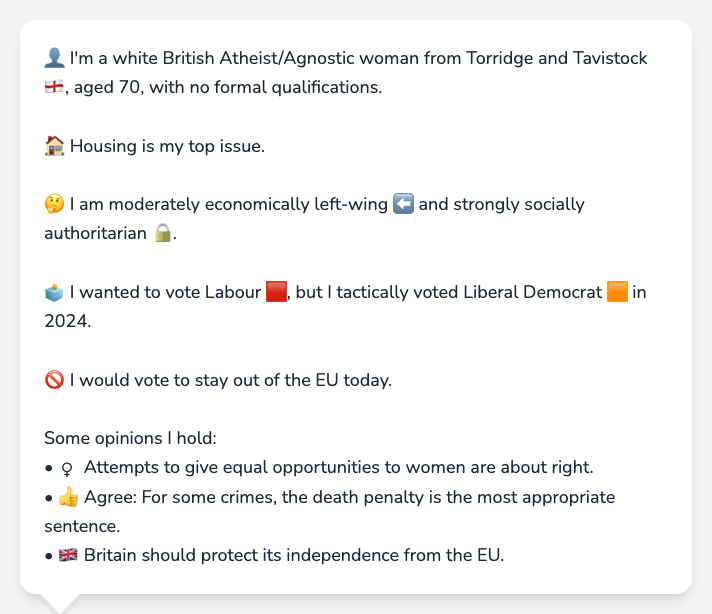 👤 I'm a white British Atheist/Agnostic woman from Torridge and Tavistock
🏴󠁧󠁢󠁥󠁮󠁧󠁿, aged 70, with no formal qualifications.
🏠 Housing is my top issue.
🤔 I am moderately economically left-wing ⬅️ and strongly socially
authoritarian 🔒.
🗳️ I wanted to vote Labour 🟥, but I tactically voted Liberal Democrat 🟧 in
2024.
🚫 I would vote to stay out of the EU today.
Some opinions I hold:
• ♀ Attempts to give equal opportunities to women are about right.
• 👍 Agree: For some crimes, the death penalty is the most appropriate
sentence.
• 🇬🇧 Britain should protect its independence from the EU.